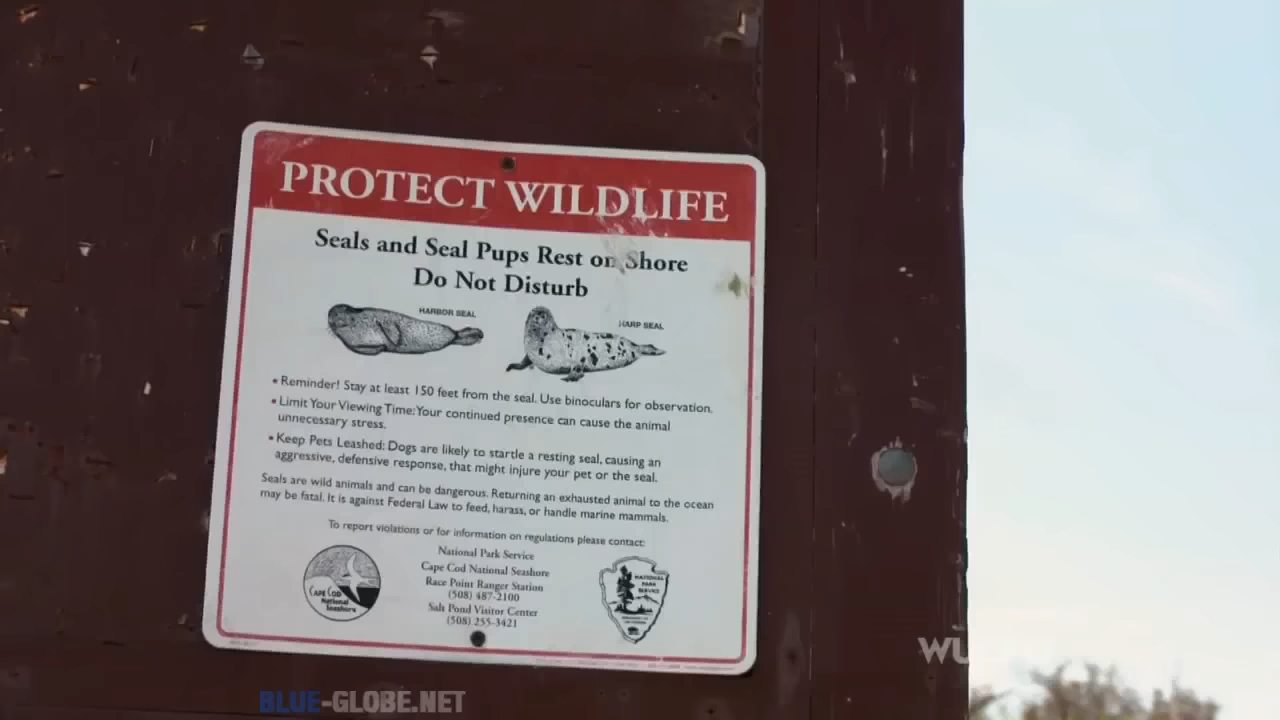 PROTECT WILDLIFE
Seals and Seal Pups Rest on Shore
Do Not Disturb
HARBOR SEAL
HARP SEAL
• Reminder! Stay at least 150 feet from the seal. Use binoculars for observation.
• Limit Your Viewing Time: Your continued presence can cause the animal
unnecessary stress.
• Keep Pets Leashed: Dogs are likely to startle a resting seal, causing an
aggressive, defensive response, that might injure your pet or the seal.
Seals are wild animals and can be dangerous. Returning an exhausted animal to the ocean
may be fatal. It is against Federal Law to feed, harass, or handle marine mammals.
To report violations or for information on regulations please contact:
National Park Service
Cape Cod National Seashore
Race Point Ranger Station
(508) 487-2100
Salt Pond Visitor Center
(508) 255-3421
CAPE COD
National
Seashore
NATIONAL
PARK
SERVICE
BLUE-GLOBE.NET